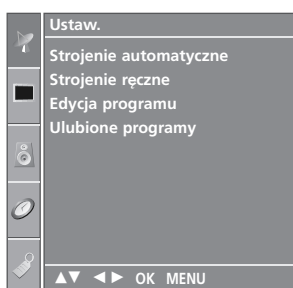 Ustaw.
Strojenie automatyczne
Strojenie ręczne
Edycja programu
Ulubione programy
▲▼ ◄► OK MENU